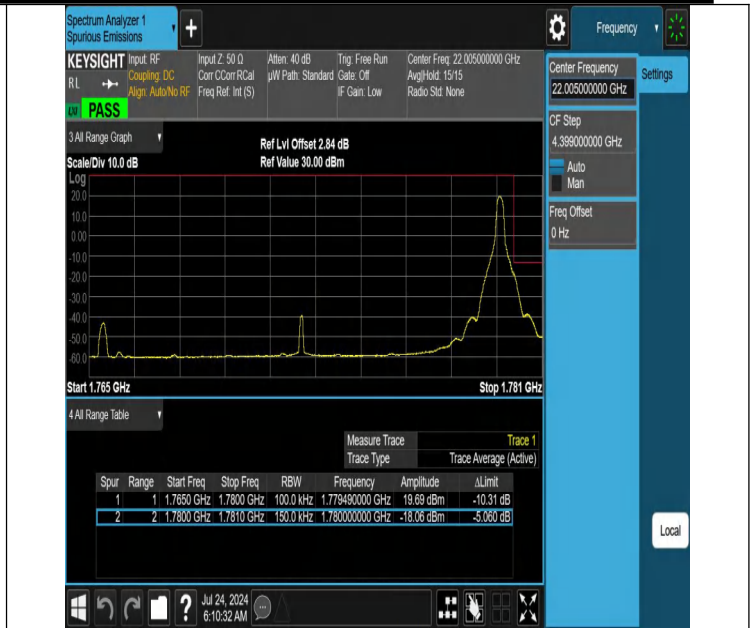 Spectrum Analyzer 1
Spurious Emissions
Frequency
KEYSIGHT
RL
Input: RF
Coupling: DC
Align: Auto/No RF
Input Z: 50 Ω
Corr CCorr RCal
Freq Ref: Int (S)
Atten: 40 dB
µW Path: Standard
Trig: Free Run
Gate: Off
IF Gain: Low
Center Freq: 22.005000000 GHz
Avg|Hold: 15/15
Radio Std: None
PASS
Center Frequency
22.005000000 GHz
Settings
CF Step
4.399000000 GHz
Auto
Man
Freq Offset
0 Hz
3 All Range Graph
Scale/Div 10.0 dB
Ref Lvl Offset 2.84 dB
Ref Value 30.00 dBm
Log
20.0
10.0
0.00
-10.0
-20.0
-30.0
-40.0
-50.0
-60.0
Start 1.765 GHz
Stop 1.781 GHz
4 All Range Table
Measure Trace Trace 1
Trace Type Trace Average (Active)
Spur Range Start Freq Stop Freq RBW Frequency Amplitude ΔLimit
1 1 1.7650 GHz 1.7800 GHz 100.0 kHz 1.779490000 GHz 19.69 dBm -10.31 dB
2 2 1.7800 GHz 1.7810 GHz 150.0 kHz 1.780000000 GHz -18.06 dBm -5.060 dB
Local
Jul 24, 2024
6:10:32 AM